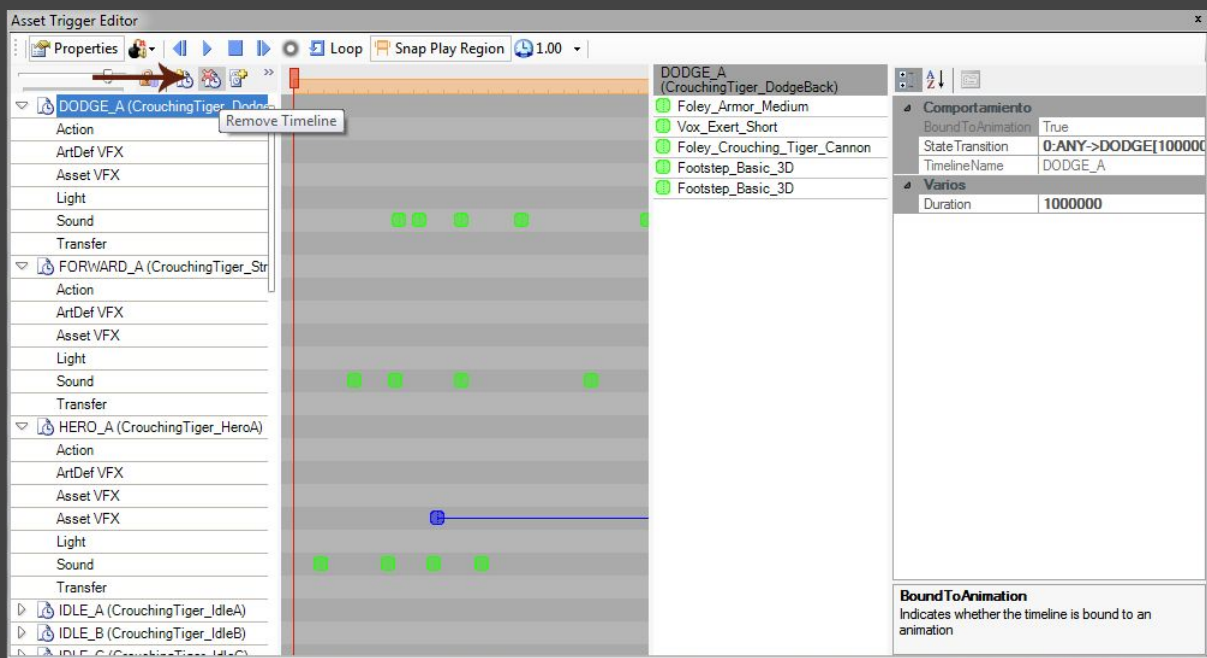 Asset Trigger Editor
x
Properties
Loop
Snap Play Region
1.00
»
Remove Timeline
DODGE_A (CrouchingTiger_Dodge
Action
ArtDef VFX
Asset VFX
Light
Sound
Transfer
FORWARD_A (CrouchingTiger_Str
Action
ArtDef VFX
Asset VFX
Light
Sound
Transfer
HERO_A (CrouchingTiger_HeroA)
Action
ArtDef VFX
Asset VFX
Asset VFX
Light
Sound
Transfer
IDLE_A (CrouchingTiger_IdleA)
IDLE_B (CrouchingTiger_IdleB)
IDLE_C (CrouchingTiger_IdleC)
DODGE_A
(CrouchingTiger_DodgeBack)
Foley_Armor_Medium
Vox_Exert_Short
Foley_Crouching_Tiger_Cannon
Footstep_Basic_3D
Footstep_Basic_3D
Comportamiento
BoundToAnimation True
StateTransition 0:ANY->DODGE[100000
TimelineName DODGE_A
Varios
Duration 1000000
BoundToAnimation
Indicates whether the timeline is bound to an
animation